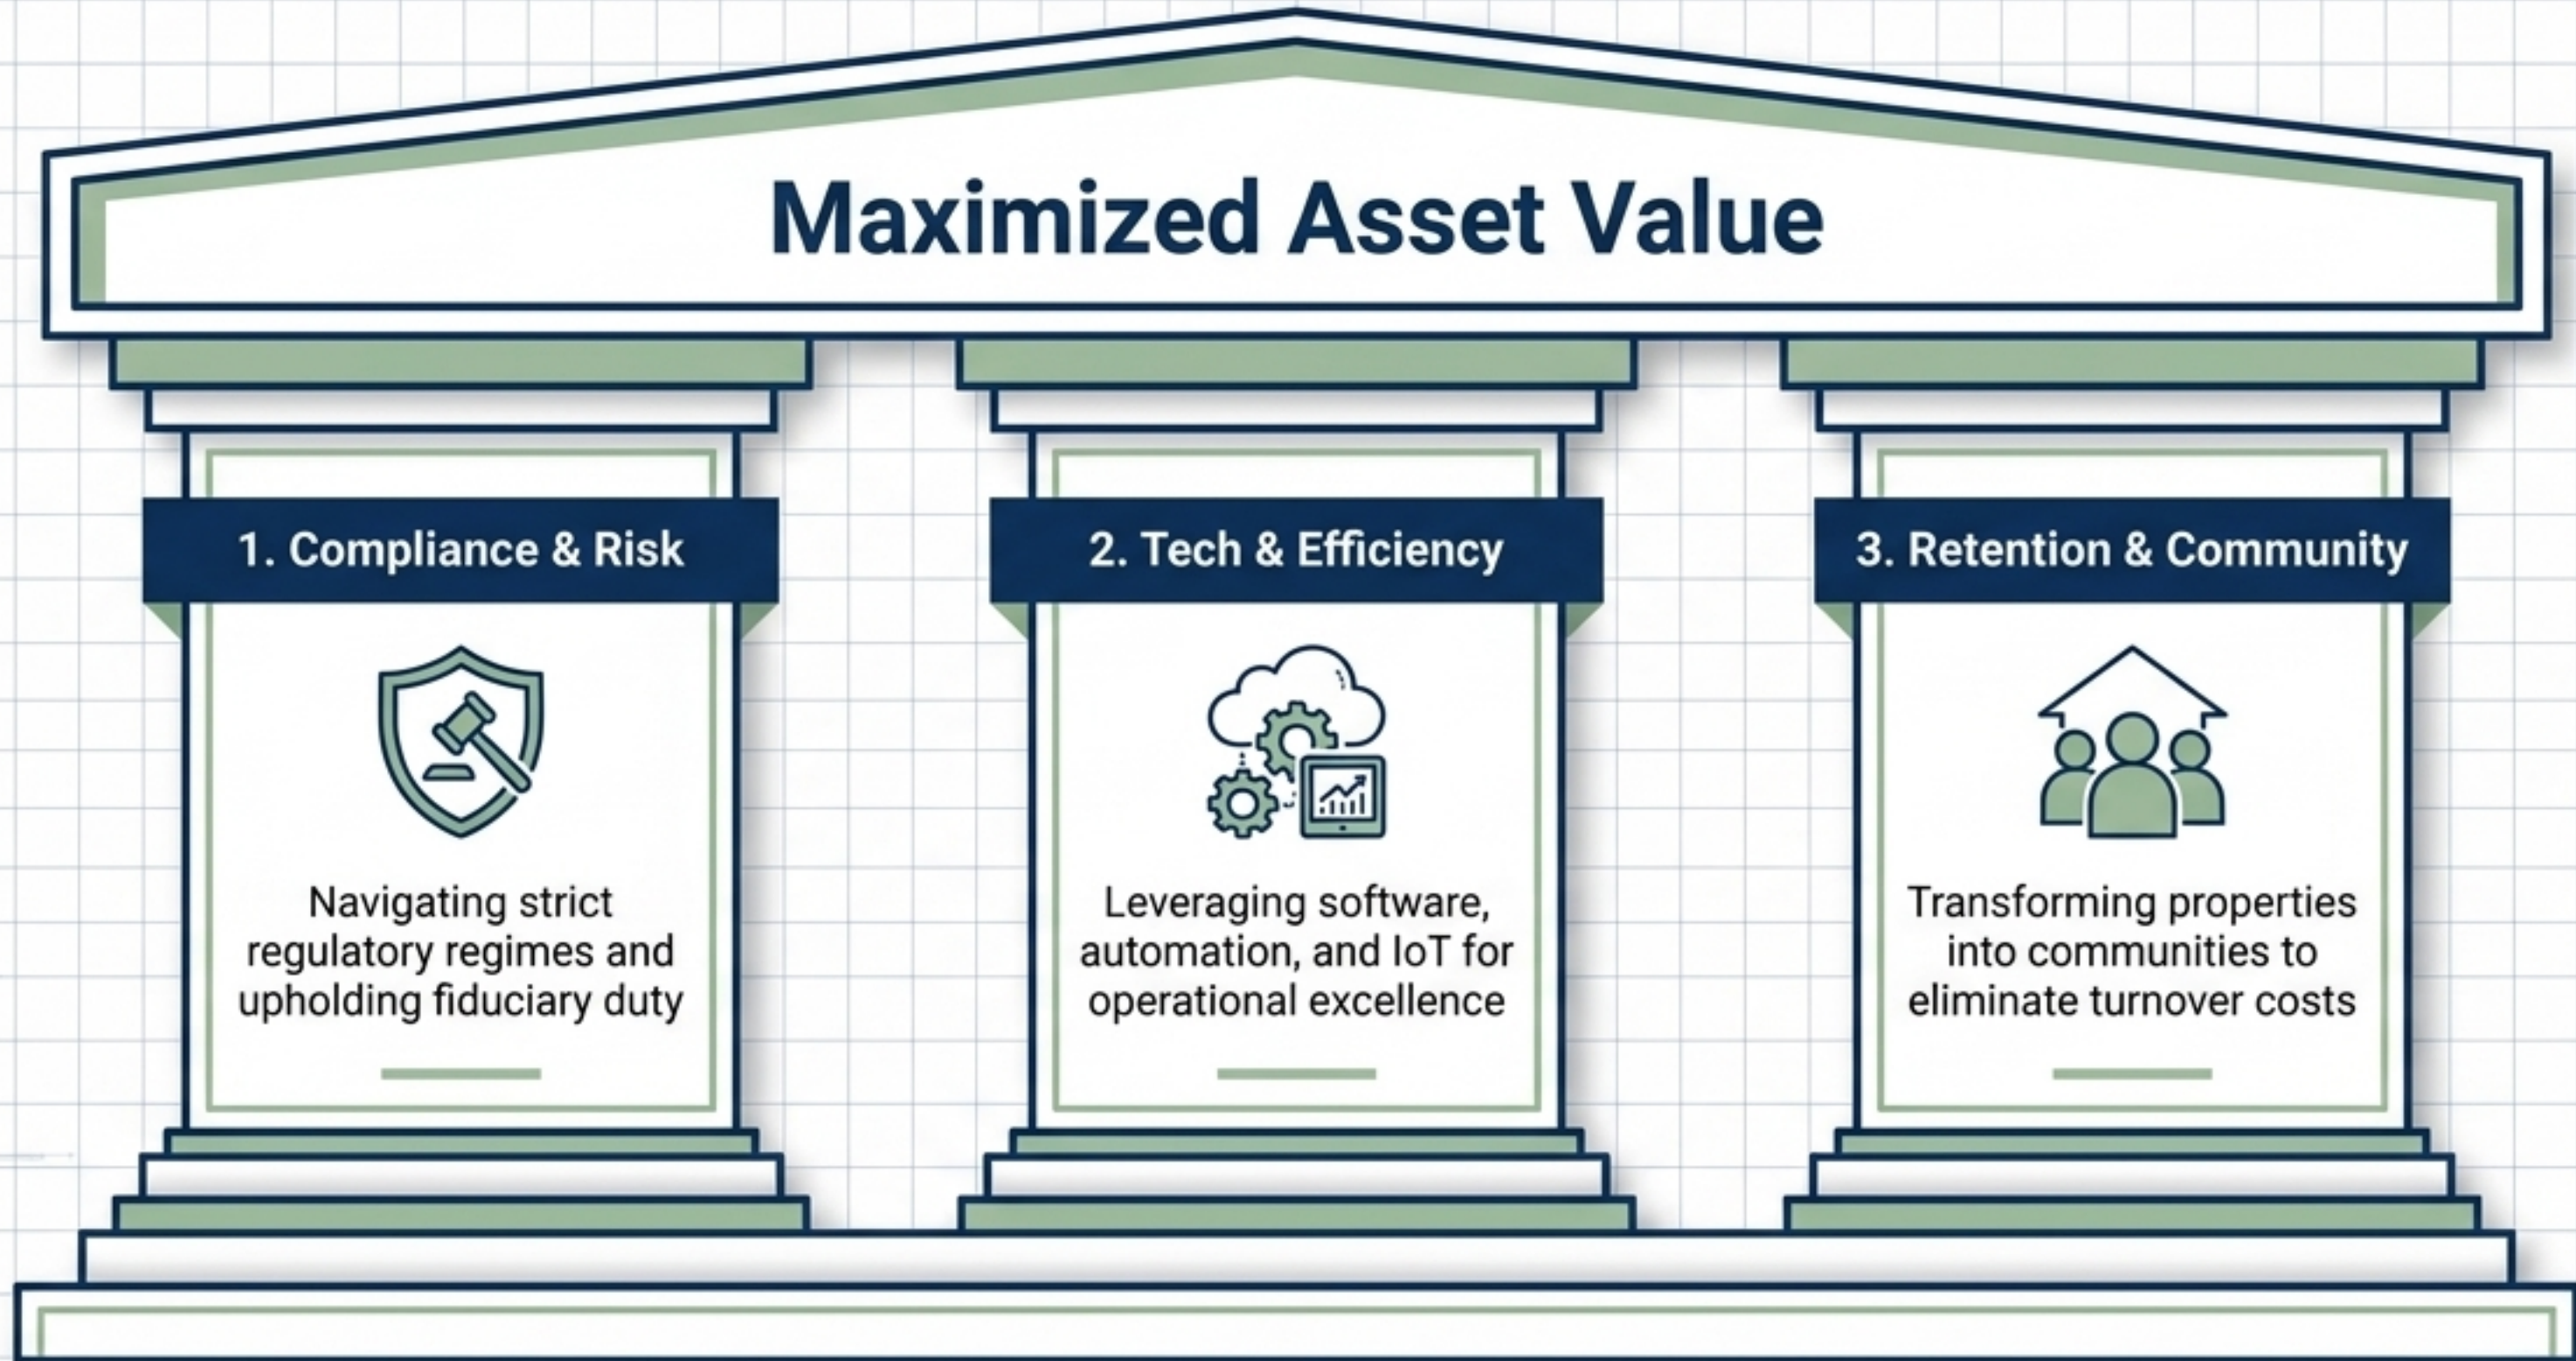 Maximized Asset Value
1. Compliance & Risk
Navigating strict
regulatory regimes and
upholding fiduciary duty
2. Tech & Efficiency
Leveraging software,
automation, and IoT for
operational excellence
3. Retention & Community
Transforming properties
into communities to
eliminate turnover costs